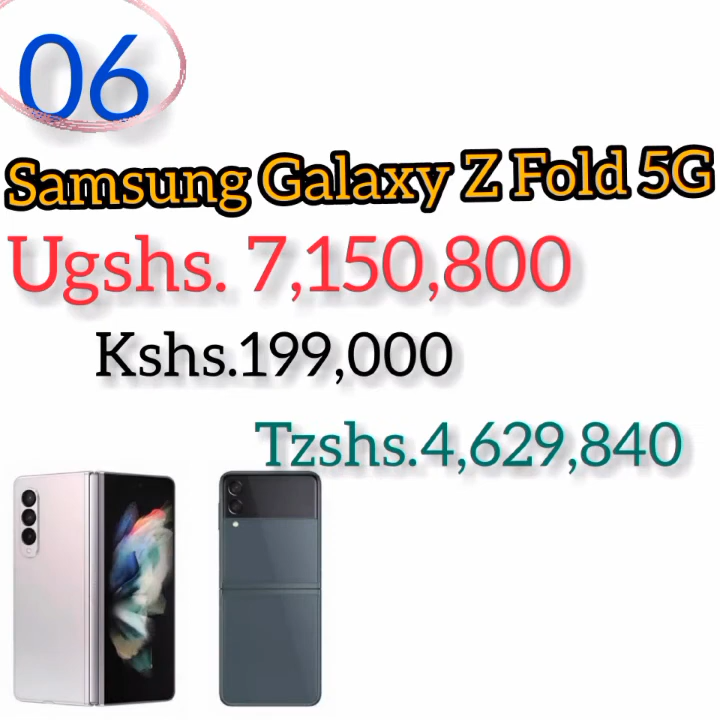 06
Samsung Galaxy Z Fold 5G
Ugshs. 7,150,800
Kshs.199,000
Tzshs.4,629,840